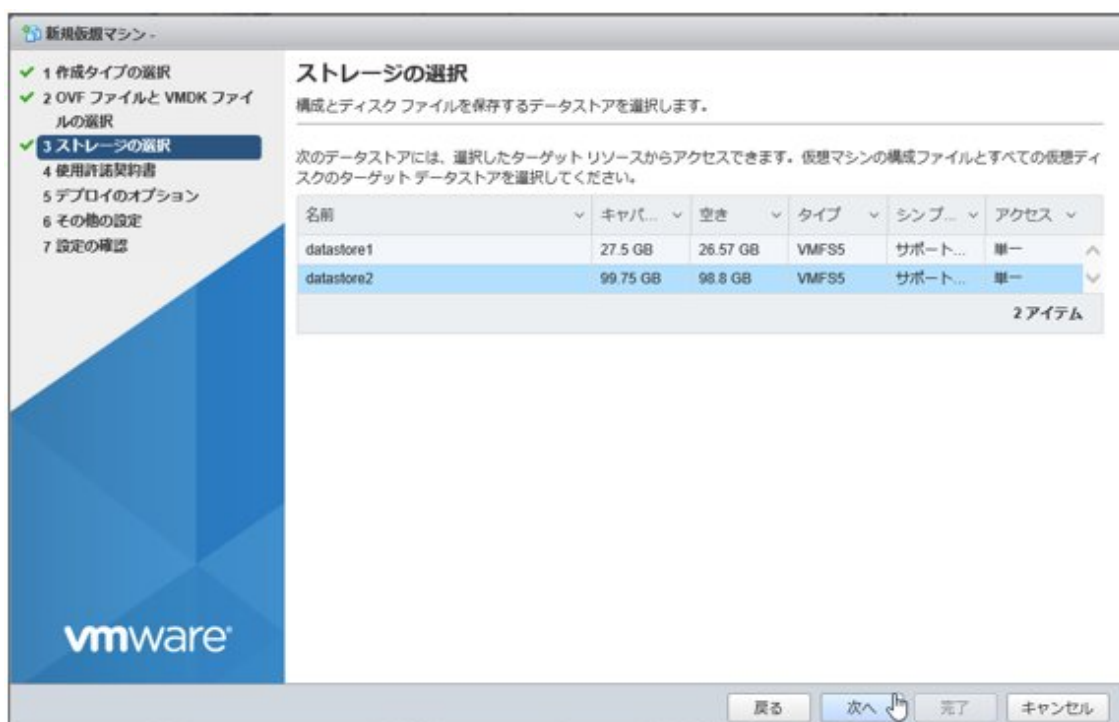 新規仮想マシン -
1 作成タイプの選択
2 OVF ファイルと VMDK ファイ
ルの選択
3 ストレージの選択
4 使用許諾契約書
5 デプロイのオプション
6 その他の設定
7 設定の確認
vmware
ストレージの選択
構成とディスク ファイルを保存するデータストアを選択します。
次のデータストアには、選択したターゲット リソースからアクセスできます。仮想マシンの構成ファイルとすべての仮想ディ
スクのターゲット データストアを選択してください。
名前 キャパ... 空き タイプ シン プ... アクセス
datastore1 27.5 GB 26.57 GB VMFS5 サポート... 単一
datastore2 99.75 GB 98.8 GB VMFS5 サポート... 単一
2 アイテム
戻る 次へ 完了 キャンセル